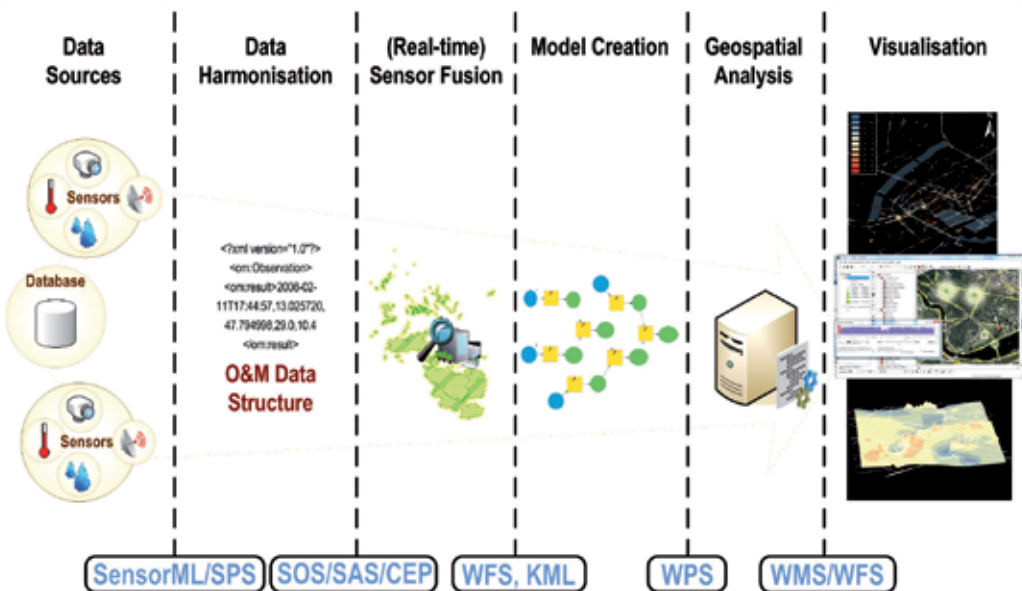 Data
Sources
Data
Harmonisation
(Real-time)
Sensor Fusion
Model Creation
Geospatial
Analysis
Visualisation
Sensors
Database
Sensors
<?xml version="1.0"?>
<om:Observation>
<om:result>2008-02-
11T17:44:57,13.025720,
47.794998,29.0,10.4
</om:result>
O&M Data
Structure
SensorML/SPS
SOS/SAS/CEP
WFS, KML
WPS
WMS/WFS